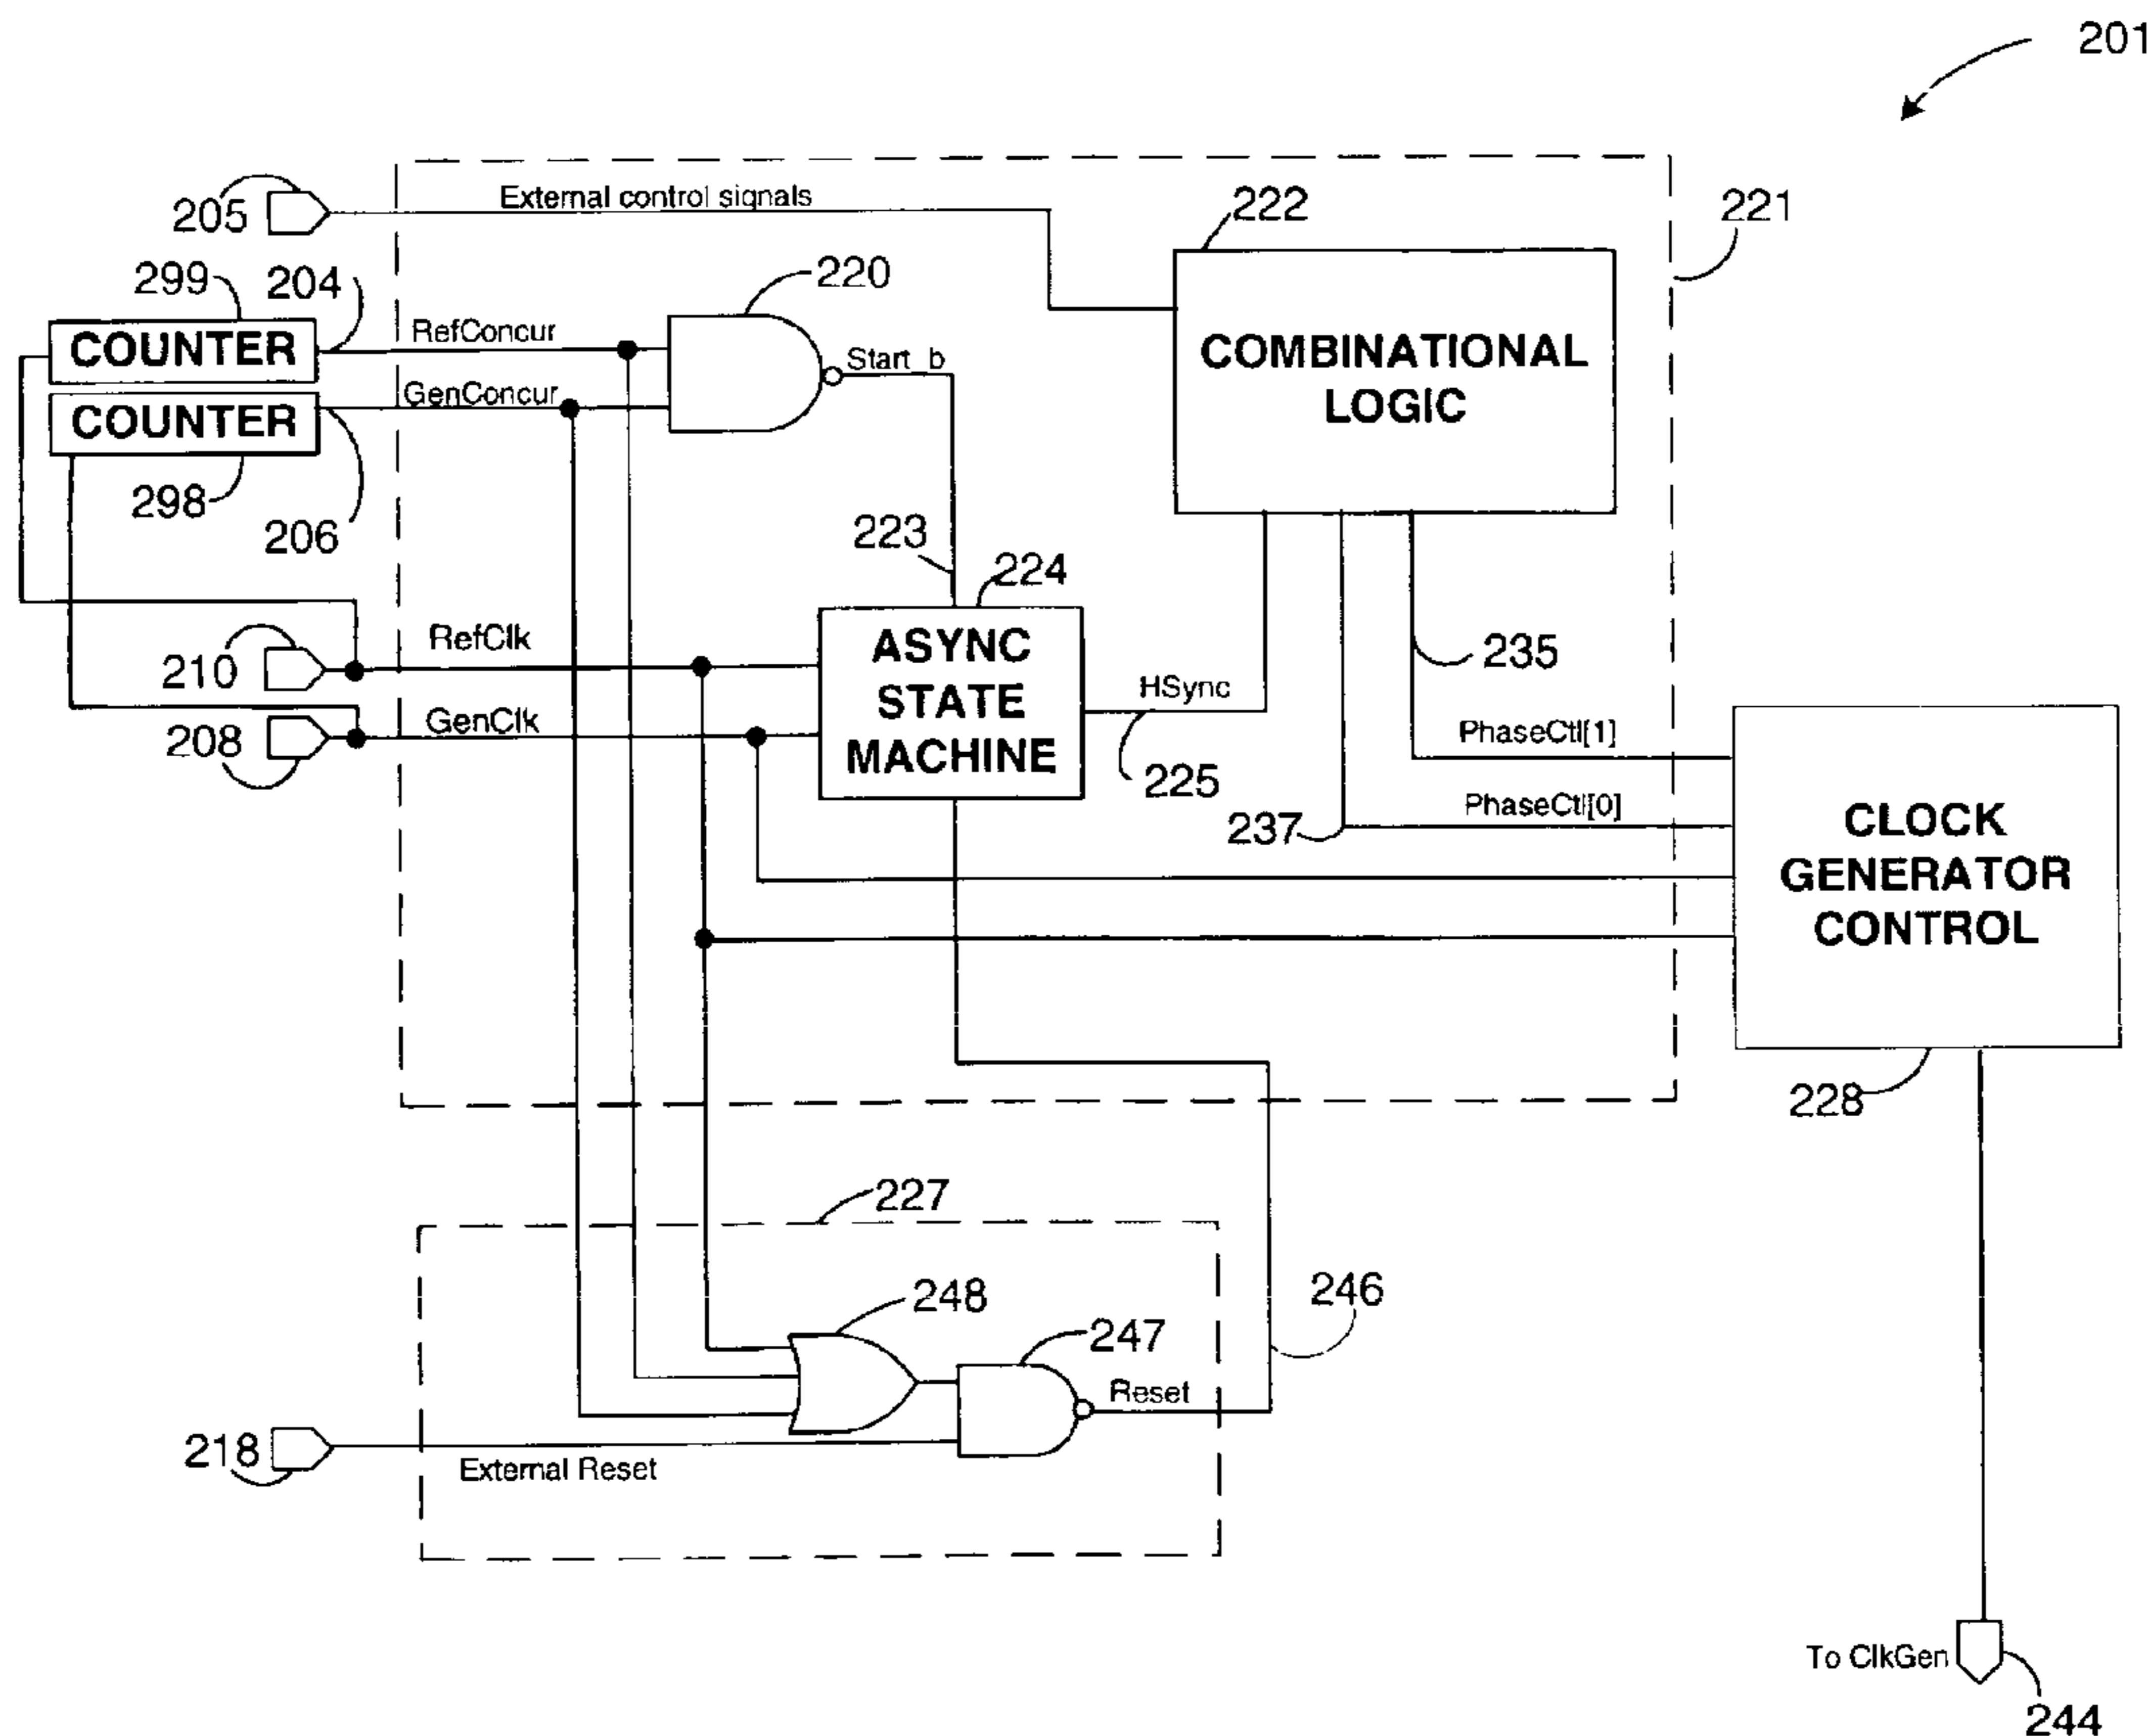 201
External control signals
205
222
221
299
204
220
COUNTER
RefConcur
Start_b
COMBINATIONAL
LOGIC
GenConcur
COUNTER
298
206
223
224
RefClk
ASYNC
STATE
MACHINE
210
235
HSync
GenClk
208
PhaseCtl[1]
225
PhaseCtl[0]
237
CLOCK
GENERATOR
CONTROL
228
227
248
246
247
Reset
218
External Reset
To ClkGen
244